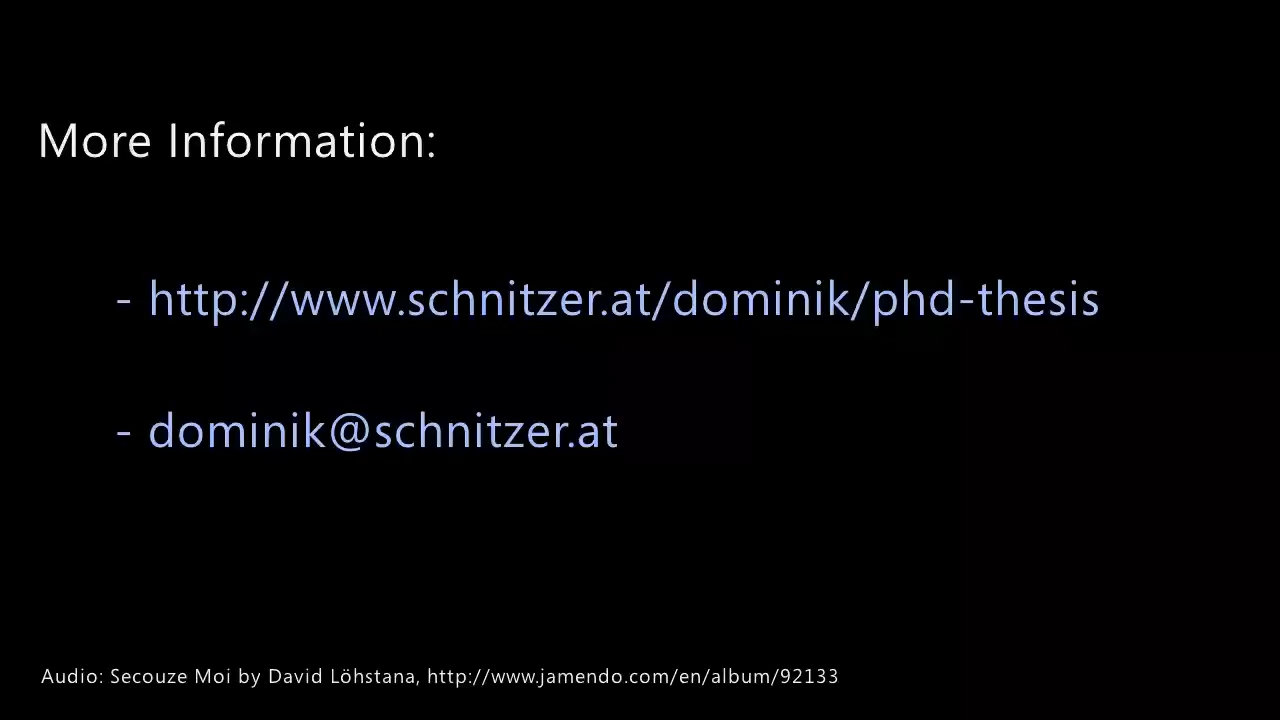 More Information:
- http://www.schnitzer.at/dominik/phd-thesis
- dominik@schnitzer.at
Audio: Secouze Moi by David Löhstana, http://www.jamendo.com/en/album/92133